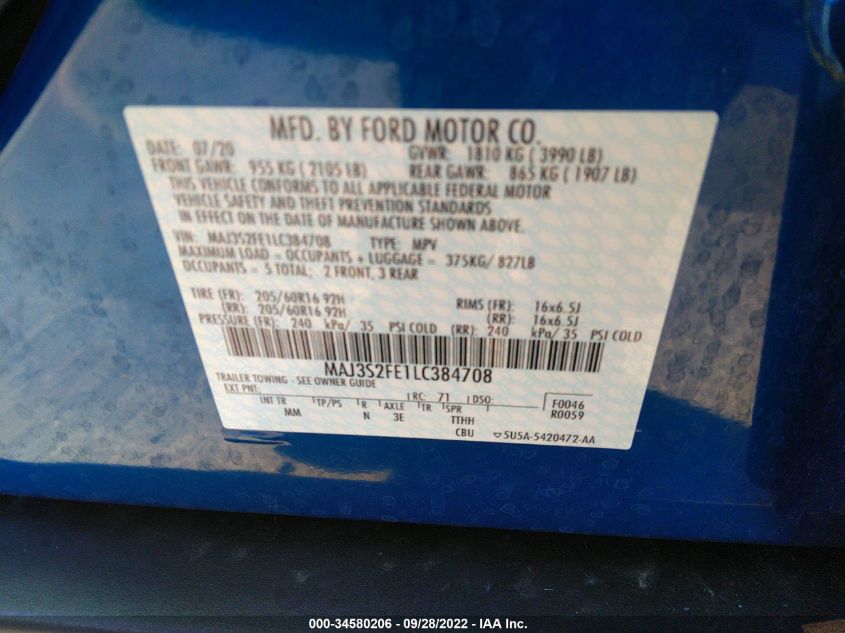 MFD. BY FORD MOTOR CO.
DATE: 07/20 GVWR: 1810 KG ( 3990 LB)
FRONT GAWR: 955 KG ( 2105 LB) REAR GAWR: 865 KG ( 1907 LB)
THIS VEHICLE CONFORMS TO ALL APPLICABLE FEDERAL MOTOR
VEHICLE SAFETY AND THEFT PREVENTION STANDARDS
IN EFFECT ON THE DATE OF MANUFACTURE SHOWN ABOVE.
VIN: MAJ3S2FE1LC384708 TYPE: MPV
MAXIMUM LOAD = OCCUPANTS + LUGGAGE = 375KG/ 827LB
OCCUPANTS = 5 TOTAL; 2 FRONT, 3 REAR
TIRE (FR): 205/60R16 92H RIMS (FR): 16x6.5J
(RR): 205/60R16 92H (RR): 16x6.5J
PRESSURE (FR): 240 kPa/ 35 PSI COLD (RR): 240 kPa/ 35 PSI COLD
MAJ3S2FE1LC384708
TRAILER TOWING - SEE OWNER GUIDE
EXT PNT: RC: 71 DSO: F0046
INT TR TP/PS R AXLE TR SPR R0059
MM N 3E TTHH
CBU 5U5A-5420472-AA
000-34580206 - 09/28/2022 - IAA Inc.